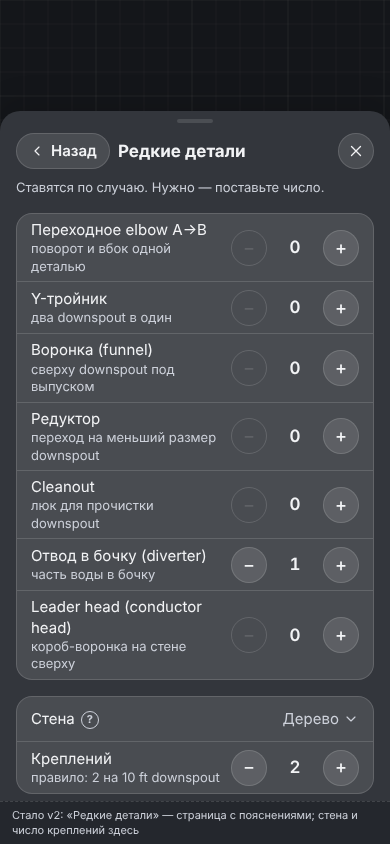 Назад
Редкие детали
Ставятся по случаю. Нужно — поставьте число.
Переходное elbow A→B
поворот и вбок одной
деталью
− 0 +
Y-тройник
два downspout в один
− 0 +
Воронка (funnel)
сверху downspout под
выпуском
− 0 +
Редуктор
переход на меньший размер
downspout
− 0 +
Cleanout
люк для прочистки
downspout
− 0 +
Отвод в бочку (diverter)
часть воды в бочку
− 1 +
Leader head (conductor
head)
короб-воронка на стене
сверху
− 0 +
Стена ?
Дерево
Креплений
правило: 2 на 10 ft downspout
− 2 +
Стало v2: «Редкие детали» — страница с пояснениями; стена и
число креплений здесь